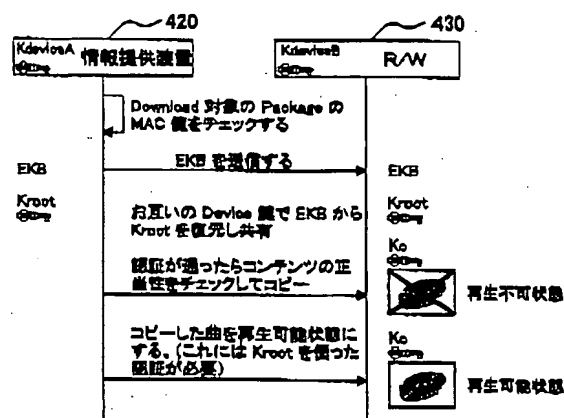 420
430
KdeviceA 情報提供装置
KdeviceB R/W
Download 対象の Package の
MAC 値をチェックする
EKB を送信する
EKB
EKB
Kroot
Kroot
お互いの Device 鍵で EKB から
Kroot を復元し共有
認証が通ったらコンテンツの正
当性をチェックしてコピー
Kc
再生不可状態
コピーした曲を再生可能状態に
する。(これには Kroot を使った
認証が必要)
Kc
再生可能状態